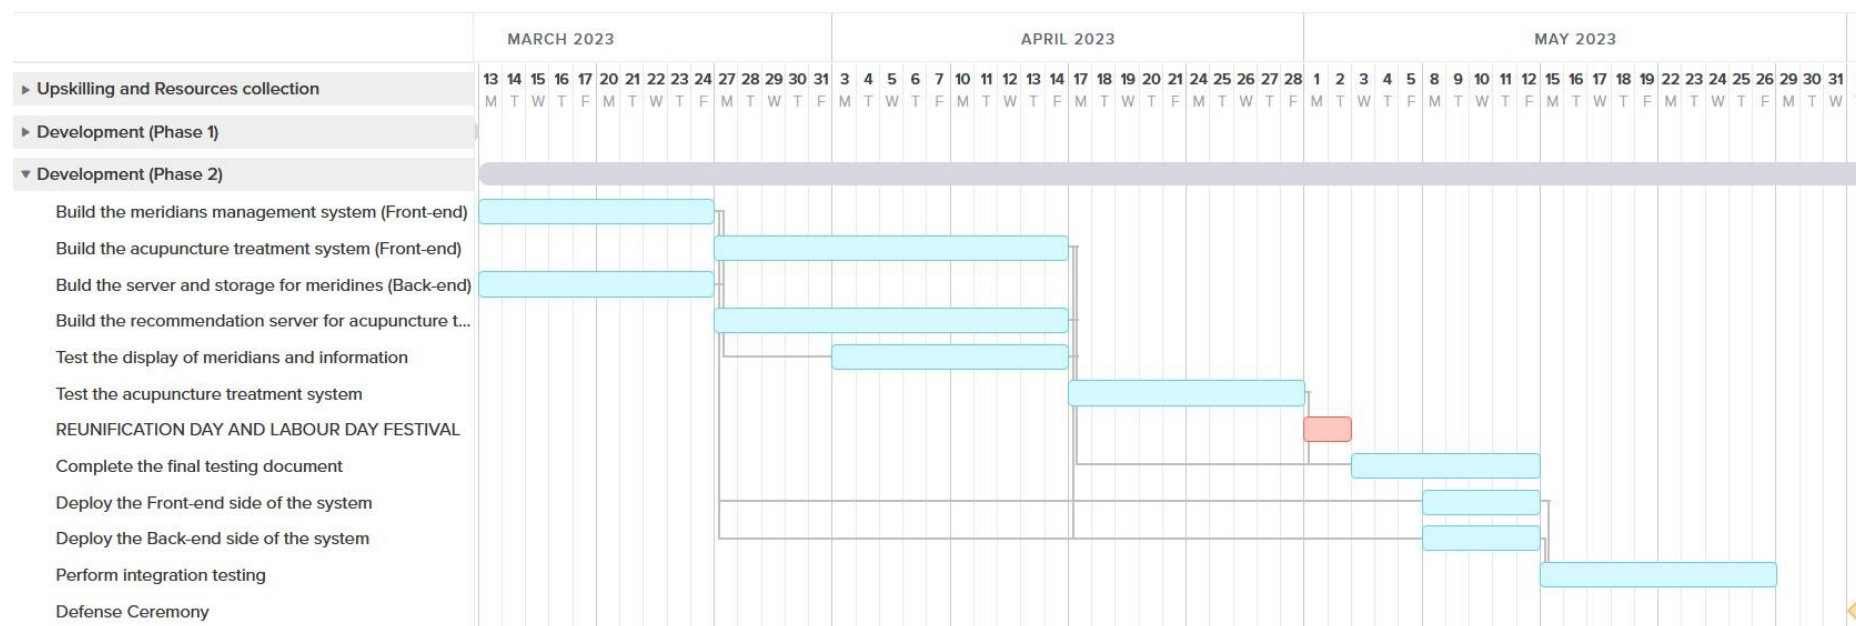 MARCH 2023 APRIL 2023 MAY 2023
13 14 15 16 17 20 21 22 23 24 27 28 29 30 31 3 4 5 6 7 10 11 12 13 14 17 18 19 20 21 24 25 26 27 28 1 2 3 4 5 8 9 10 11 12 15 16 17 18 19 22 23 24 25 26 29 30 31
M T W T F M T W T F M T W T F M T W T F M T W T F M T W T F M T W T F M T W T F M T W T F M T W T F M T W T F M T W
Upskilling and Resources collection
Development (Phase 1)
Development (Phase 2)
Build the meridians management system (Front-end)
Build the acupuncture treatment system (Front-end)
Buld the server and storage for meridines (Back-end)
Build the recommendation server for acupuncture t...
Test the display of meridians and information
Test the acupuncture treatment system
REUNIFICATION DAY AND LABOUR DAY FESTIVAL
Complete the final testing document
Deploy the Front-end side of the system
Deploy the Back-end side of the system
Perform integration testing
Defense Ceremony